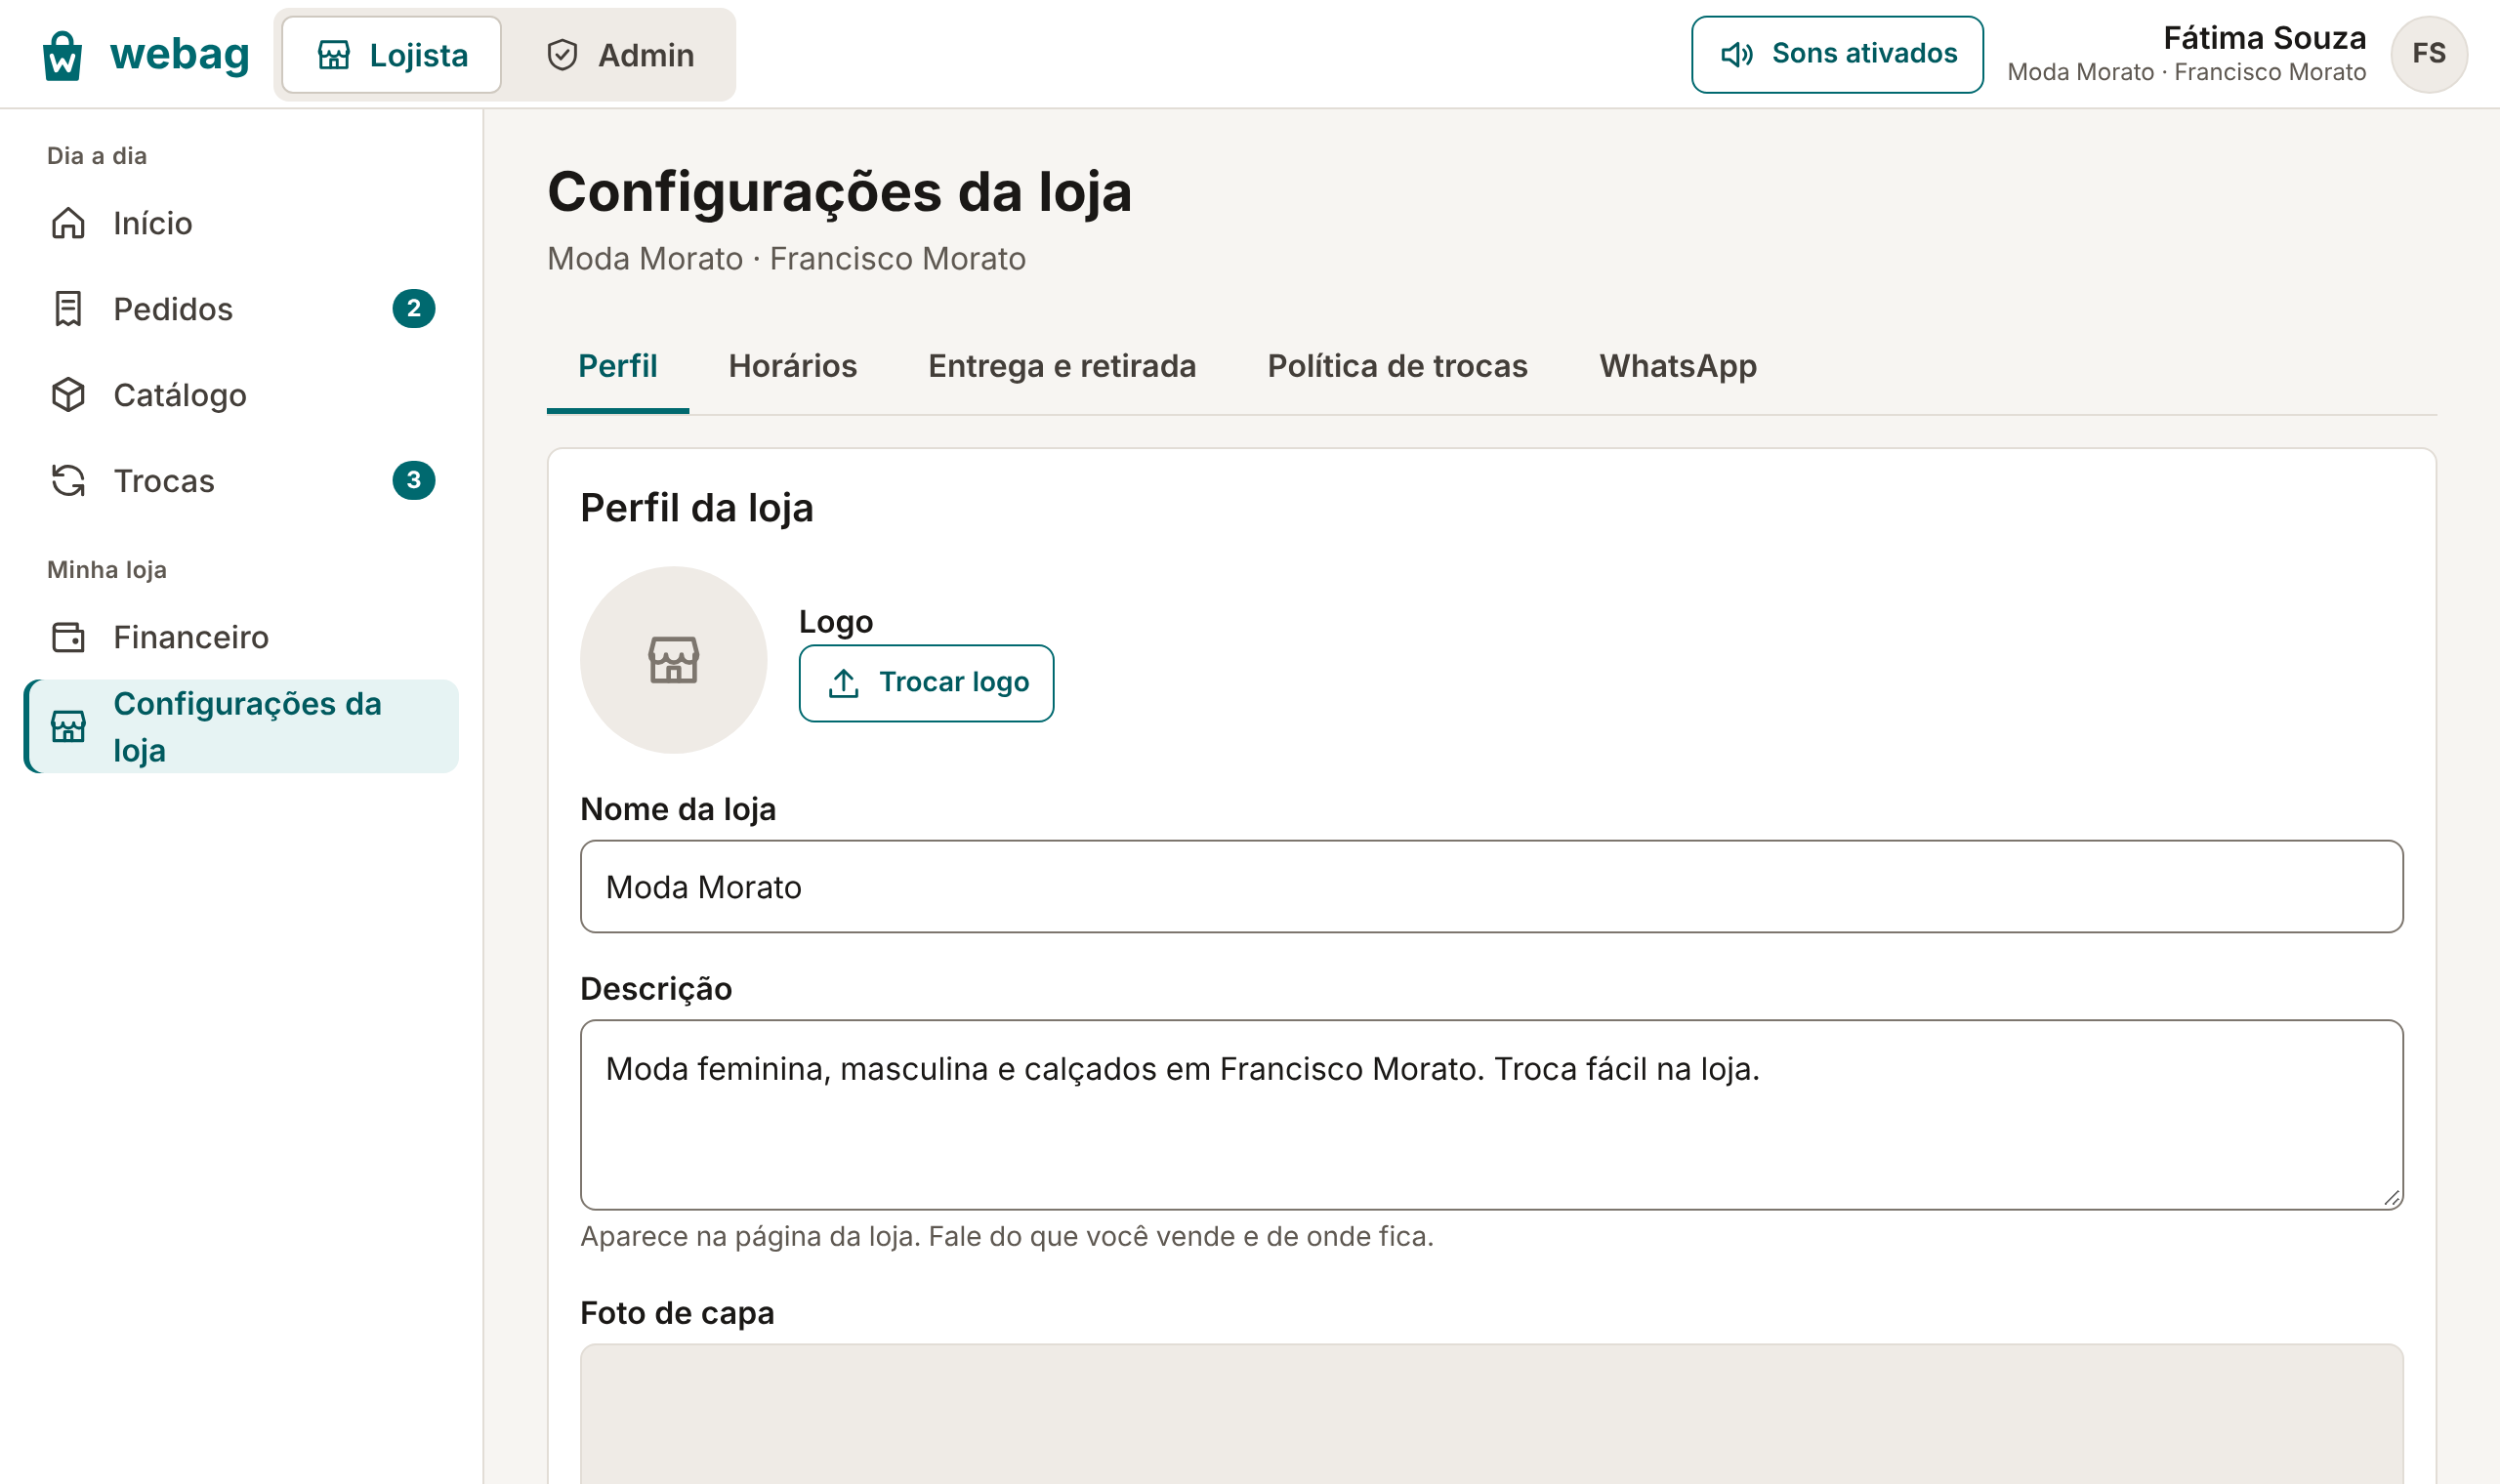 webag
Lojista
Admin
Sons ativados
Fátima Souza
Moda Morato · Francisco Morato
FS
Dia a dia
Início
Pedidos
2
Catálogo
Trocas
3
Minha loja
Financeiro
Configurações da
loja
Configurações da loja
Moda Morato · Francisco Morato
Perfil
Horários
Entrega e retirada
Política de trocas
WhatsApp
Perfil da loja
Logo
Trocar logo
Nome da loja
Moda Morato
Descrição
Moda feminina, masculina e calçados em Francisco Morato. Troca fácil na loja.
Aparece na página da loja. Fale do que você vende e de onde fica.
Foto de capa